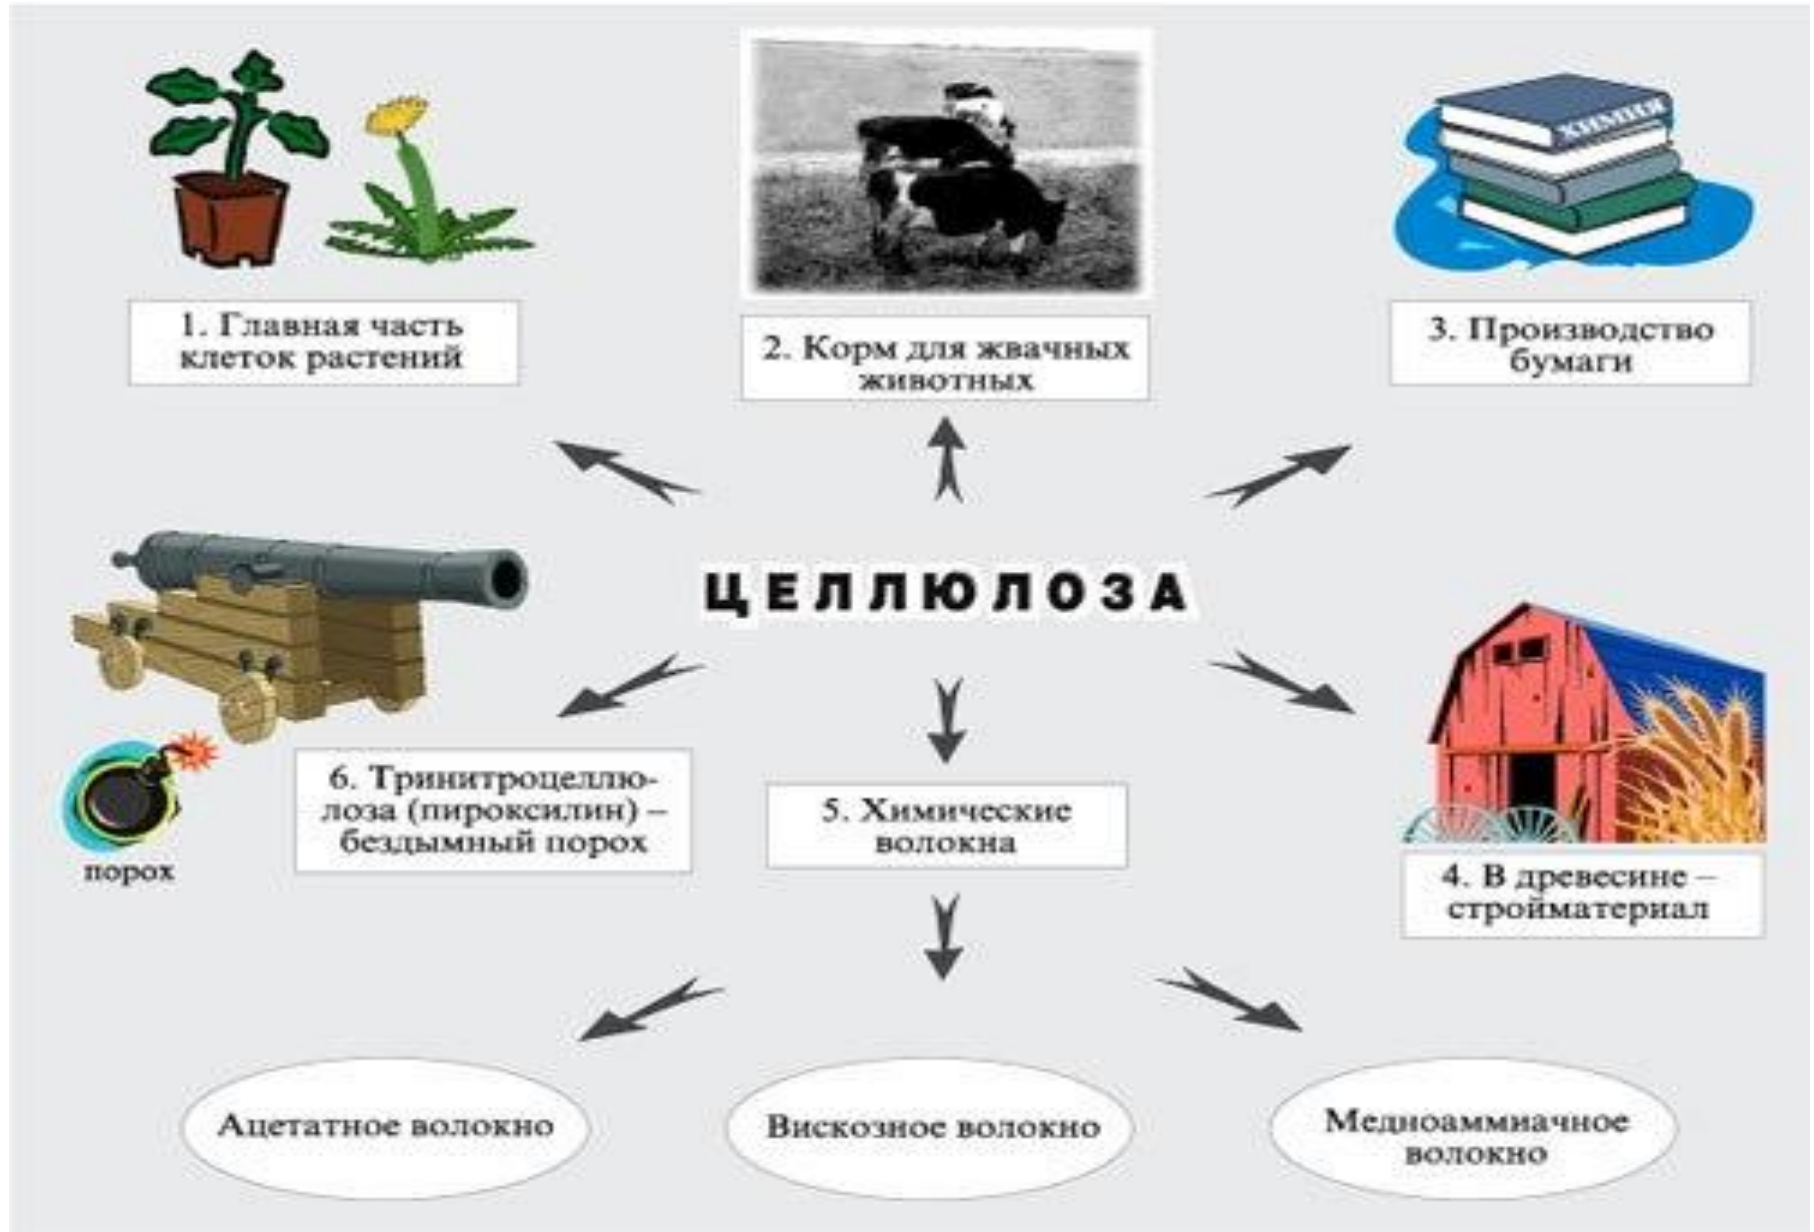 ХИМИЯ
1. Главная часть
клеток растений
2. Корм для жвачных
животных
3. Производство
бумаги
ЦЕЛЛЮЛОЗА
6. Тринитроцеллю-
лоза (пироксилин) –
бездымный порох
порох
5. Химические
волокна
4. В древесине –
стройматериал
Ацетатное волокно
Вискозное волокно
Медноаммиачное
волокно